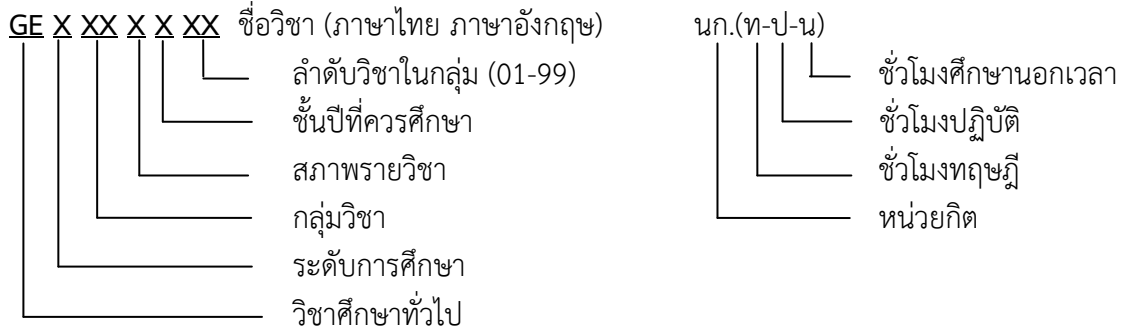 GE X XX X X XX ชื่อวิชา (ภาษาไทย ภาษาอังกฤษ) นก.(ท-ป-น)
ลำดับวิชาในกลุ่ม (01-99) ชั่วโมงศึกษานอกเวลา
ชั้นปีที่ควรศึกษา ชั่วโมงปฏิบัติ
สภาพรายวิชา ชั่วโมงทฤษฎี
กลุ่มวิชา หน่วยกิต
ระดับการศึกษา
วิชาศึกษาทั่วไป